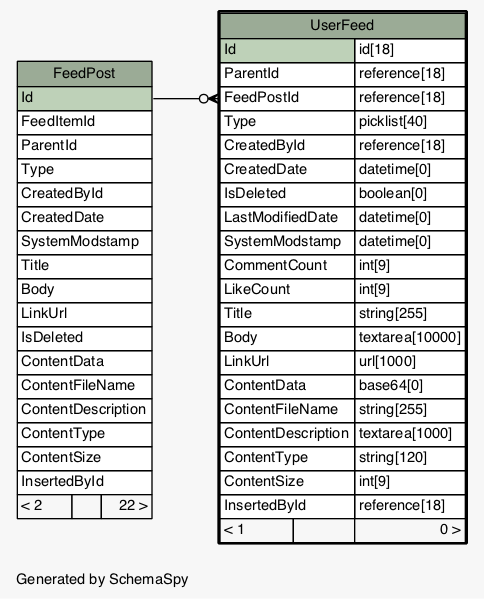 FeedPost
Id
FeedItemId
ParentId
Type
CreatedById
CreatedDate
SystemModstamp
Title
Body
LinkUrl
IsDeleted
ContentData
ContentFileName
ContentDescription
ContentType
ContentSize
InsertedById
< 2 22 >
UserFeed
Id id[18]
ParentId reference[18]
FeedPostId reference[18]
Type picklist[40]
CreatedById reference[18]
CreatedDate datetime[0]
IsDeleted boolean[0]
LastModifiedDate datetime[0]
SystemModstamp datetime[0]
CommentCount int[9]
LikeCount int[9]
Title string[255]
Body textarea[10000]
LinkUrl url[1000]
ContentData base64[0]
ContentFileName string[255]
ContentDescription textarea[1000]
ContentType string[120]
ContentSize int[9]
InsertedById reference[18]
< 1 0 >
Generated by SchemaSpy